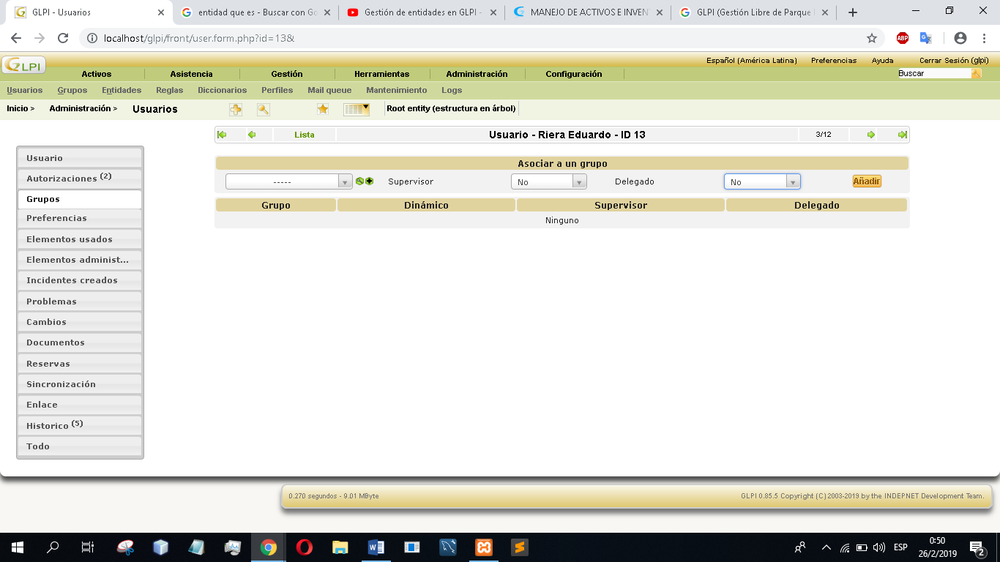 GLPI - Usuarios
entidad que es - Buscar con Go
Gestión de entidades en GLPI -
MANEJO DE ACTIVOS E INVEN
GLPI (Gestión Libre de Parque
localhost/glpi/front/user.form.php?id=13&
ABP
GLPI
Español (América Latina) Preferencias Ayuda Cerrar Sesión (glpi)
Activos Asistencia Gestión Herramientas Administración Configuración
Buscar
Usuarios Grupos Entidades Reglas Diccionarios Perfiles Mail queue Mantenimiento Logs
Inicio > Administración > Usuarios
Root entity (estructura en árbol)
Lista Usuario - Riera Eduardo - ID 13 3/12
Usuario
Autorizaciones (2)
Grupos
Preferencias
Elementos usados
Elementos administ...
Incidentes creados
Problemas
Cambios
Documentos
Reservas
Sincronización
Enlace
Historico (5)
Todo
Asociar a un grupo
----- Supervisor No Delegado No Añadir
Grupo Dinámico Supervisor Delegado
Ninguno
0.270 segundos - 9.01 MByte
GLPI 0.85.5 Copyright (C) 2003-2019 by the INDEPNET Development Team.
ESP
0:50
26/2/2019
2